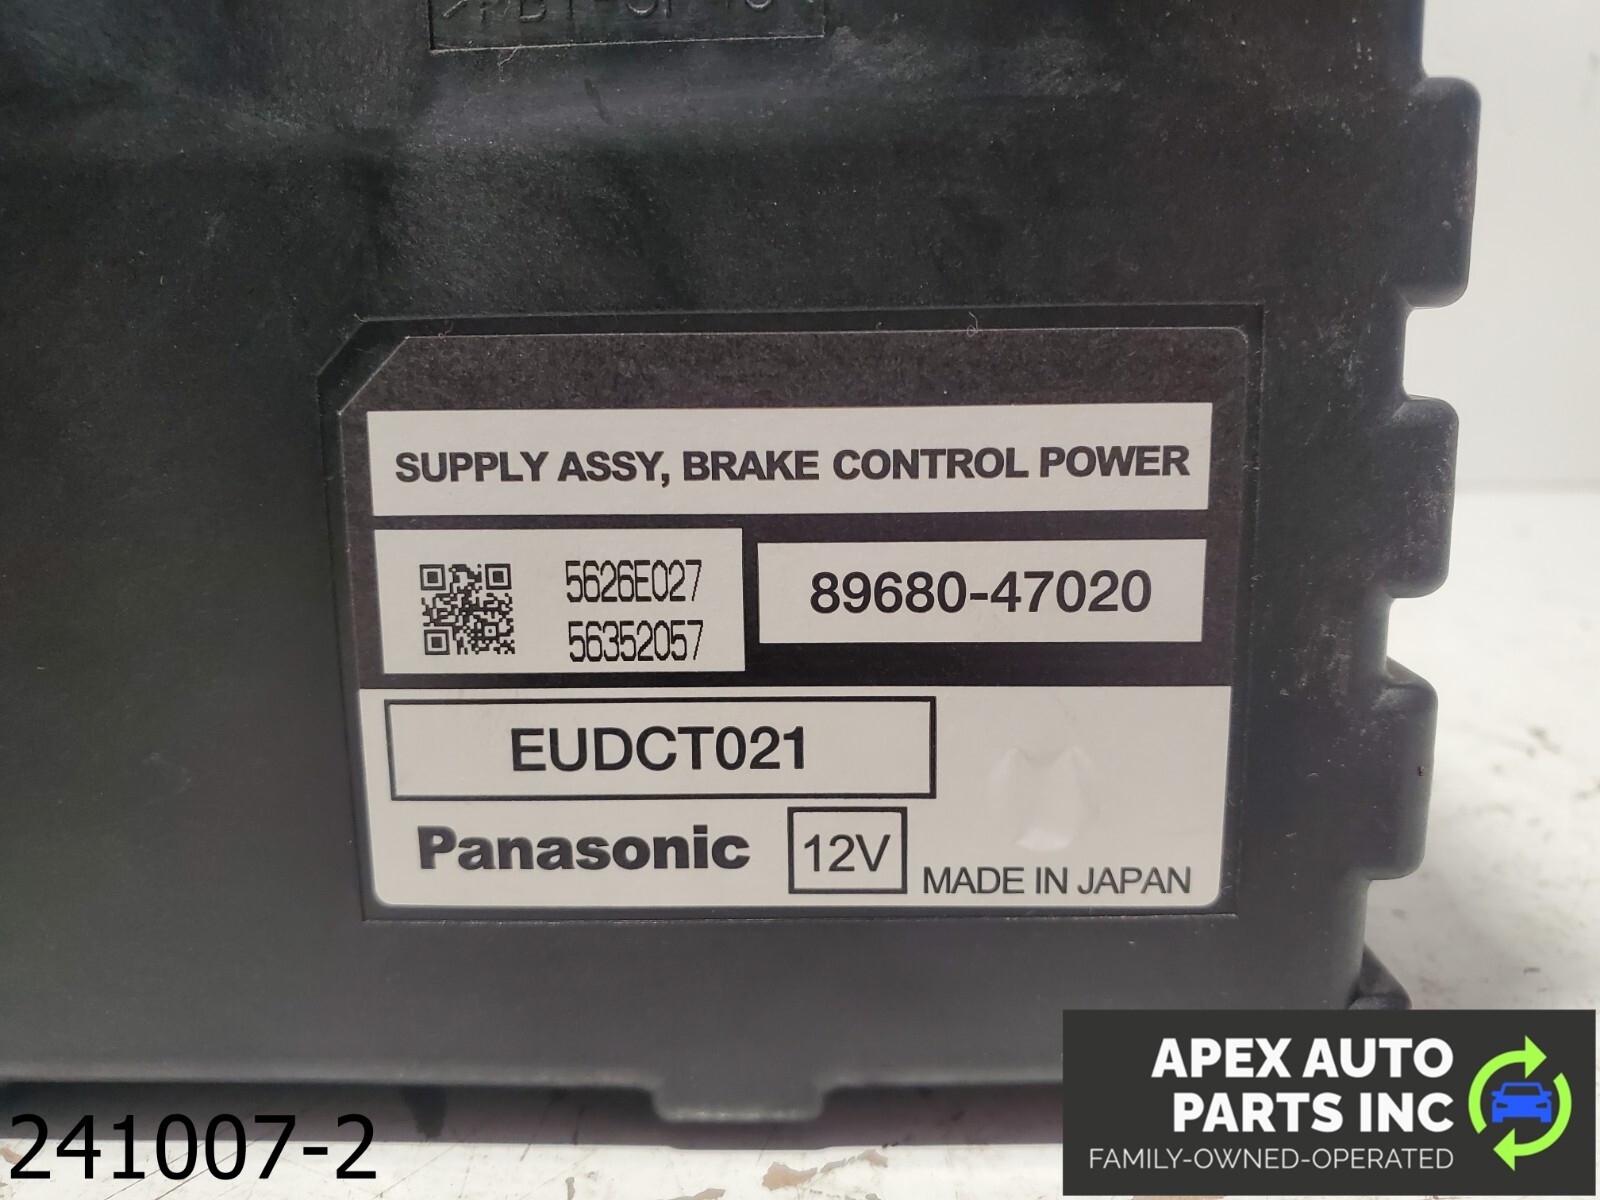 SUPPLY ASSY, BRAKE CONTROL POWER
5626E027
56352057
89680-47020
EUDCT021
Panasonic
12V
MADE IN JAPAN
241007-2
APEX AUTO
PARTS INC
FAMILY-OWNED-OPERATED